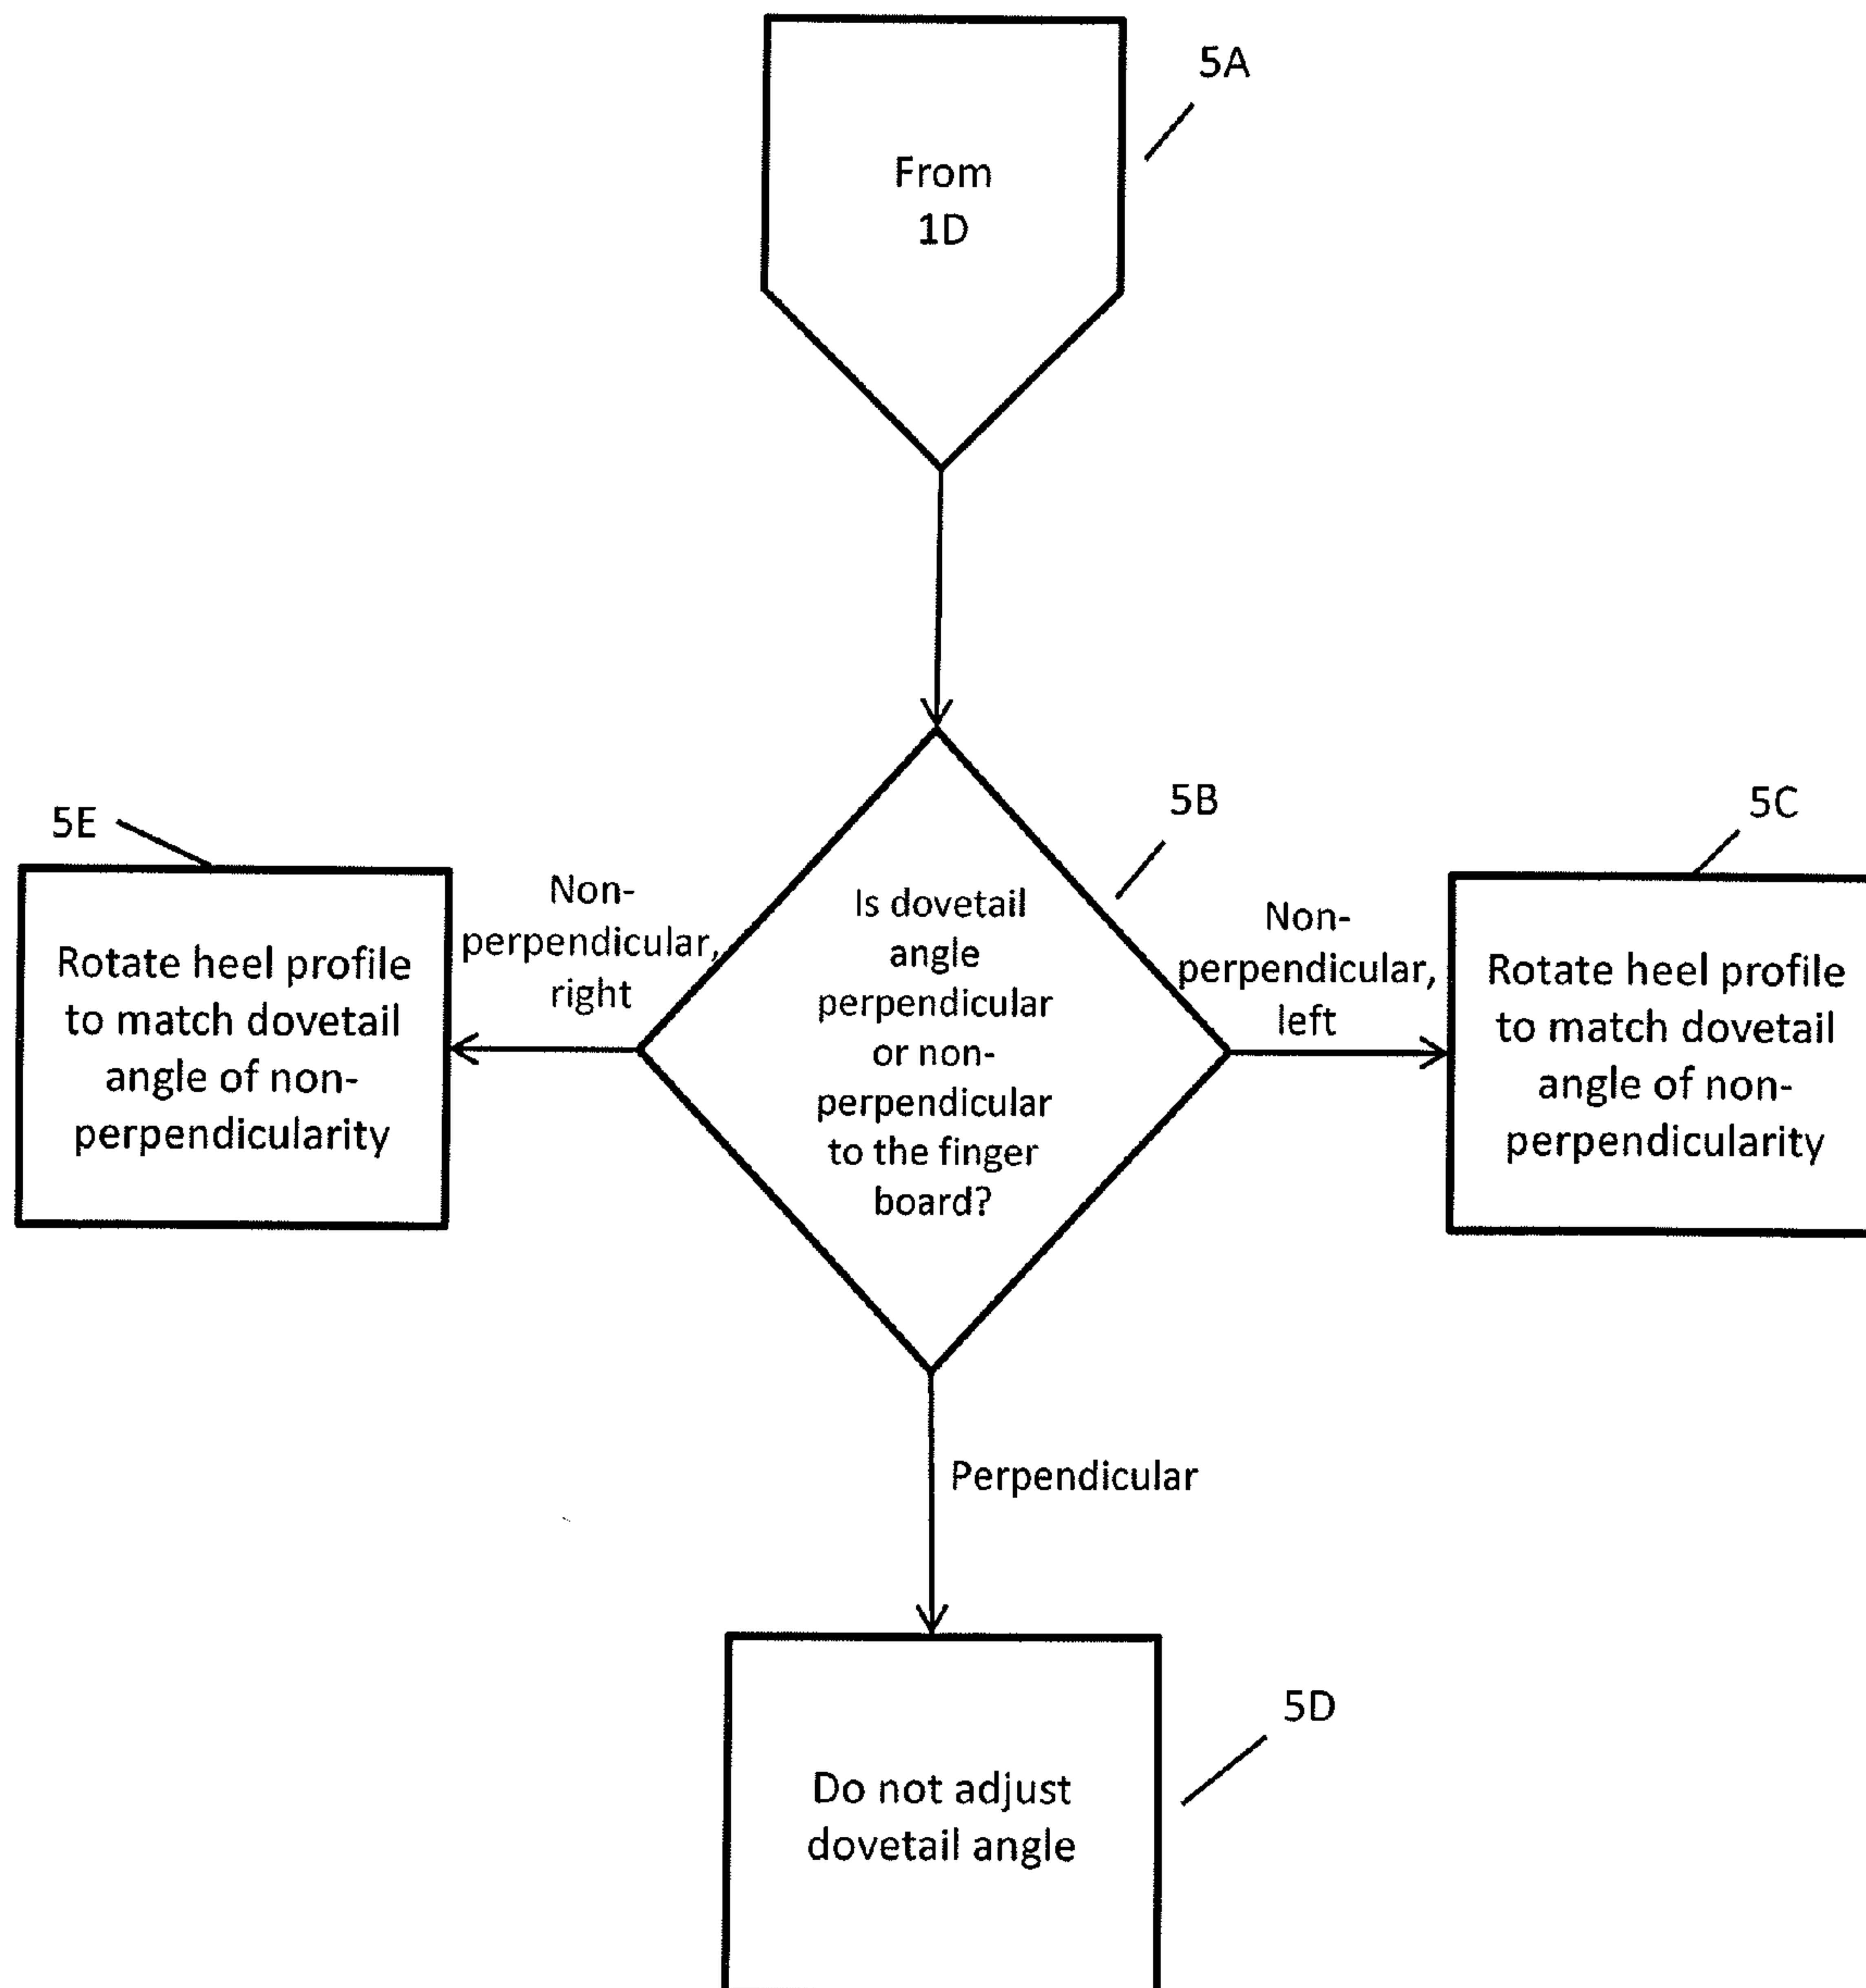 5A
From
1D
5B
5C
5E
Non-
perpendicular,
right
Is dovetail
angle
perpendicular
or non-
perpendicular
to the finger
board?
Non-
perpendicular,
left
Rotate heel profile
to match dovetail
angle of non-
perpendicularity
Rotate heel profile
to match dovetail
angle of non-
perpendicularity
Perpendicular
5D
Do not adjust
dovetail angle